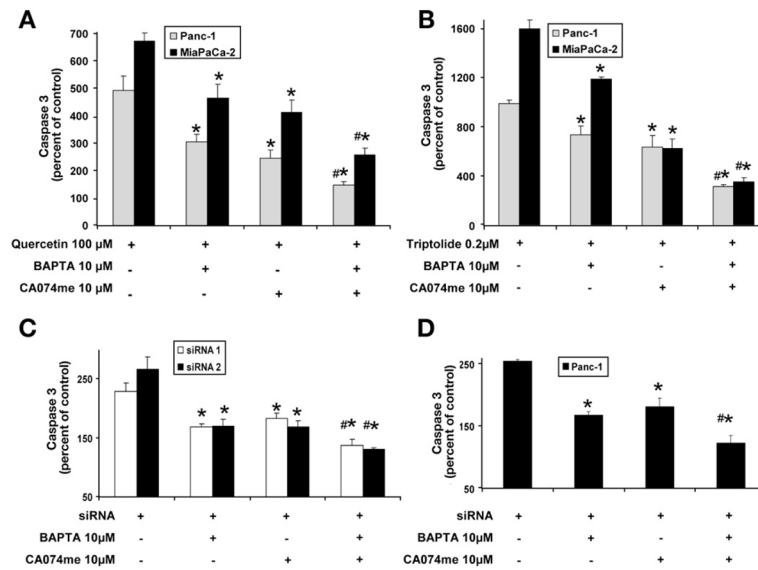 A
Panc-1
MiaPaCa-2
Caspase 3
(percent of control)
700
600
500
400
300
200
100
0
*
*
*
*
#*
#*
Quercetin 100 µM + + + +
BAPTA 10 µM - + - +
CA074me 10 µM - - + +
B
Panc-1
MiaPaCa-2
Caspase 3
(percent of control)
1600
1200
800
400
0
*
*
*
*
#*
#*
Triptolide 0.2µM + + + +
BAPTA 10µM - + - +
CA074me 10µM - - + +
C
siRNA 1
siRNA 2
Caspase 3
(percent of control)
250
150
50
*
*
*
*
#*
#*
siRNA + + + +
BAPTA 10µM - + - +
CA074me 10µM - - + +
D
Panc-1
Caspase 3
(percent of control)
250
150
50
*
*
#*
siRNA + + + +
BAPTA 10µM - + - +
CA074me 10µM - - + +